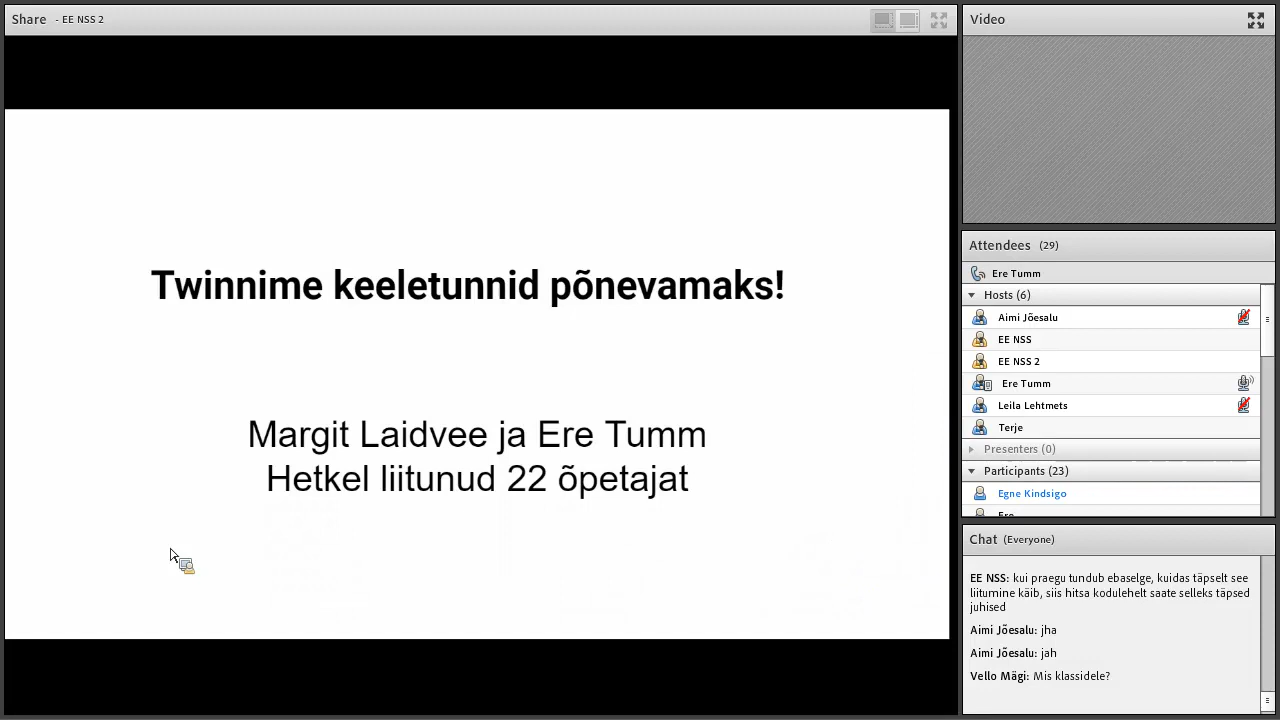 Share - EE NSS 2
Twinnime keeletunnid põnevamaks!
Margit Laidvee ja Ere Tumm
Hetkel liitunud 22 õpetajat
Video
Attendees (29)
Ere Tumm
Hosts (6)
Aimi Jõesalu
EE NSS
EE NSS 2
Ere Tumm
Leila Lehtmets
Terje
Presenters (0)
Participants (23)
Egne Kindsigo
Ere
Chat (Everyone)
EE NSS: kui praegu tundub ebaselge, kuidas täpselt see
liitumine käib, siis hitsa kodulehelt saate selleks täpsed
juhised
Aimi Jõesalu: jha
Aimi Jõesalu: jah
Vello Mägi: Mis klassidele?